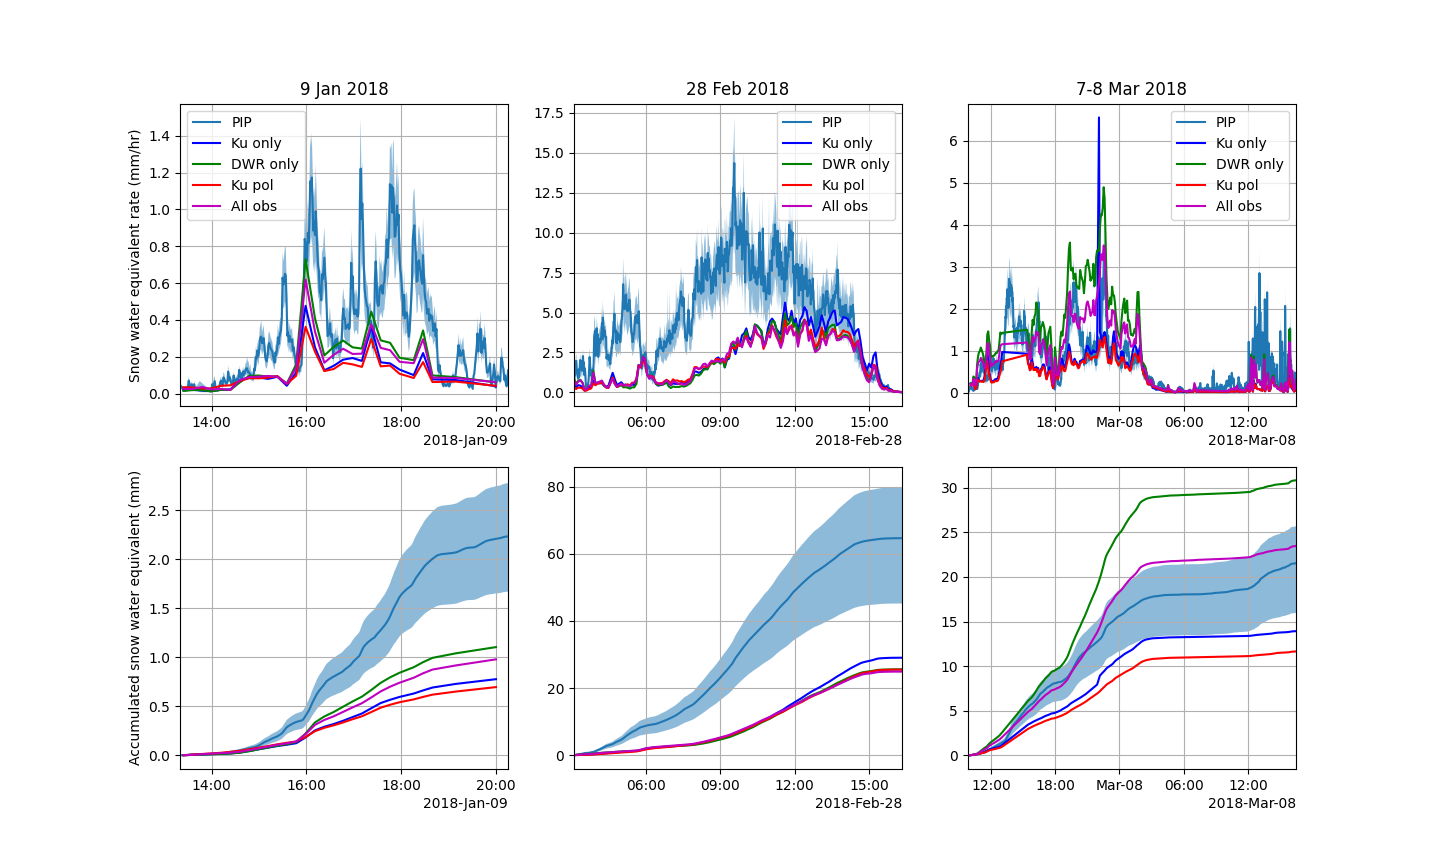 9 Jan 2018
28 Feb 2018
7-8 Mar 2018
Snow water equivalent rate (mm/hr)
1.4
1.2
1.0
0.8
0.6
0.4
0.2
0.0
PIP
Ku only
DWR only
Ku pol
All obs
14:00
16:00
18:00
20:00
2018-Jan-09
17.5
15.0
12.5
10.0
7.5
5.0
2.5
0.0
PIP
Ku only
DWR only
Ku pol
All obs
06:00
09:00
12:00
15:00
2018-Feb-28
6
5
4
3
2
1
0
PIP
Ku only
DWR only
Ku pol
All obs
12:00
18:00
Mar-08
06:00
12:00
2018-Mar-08
Accumulated snow water equivalent (mm)
2.5
2.0
1.5
1.0
0.5
0.0
14:00
16:00
18:00
20:00
2018-Jan-09
80
60
40
20
0
06:00
09:00
12:00
15:00
2018-Feb-28
30
25
20
15
10
5
0
12:00
18:00
Mar-08
06:00
12:00
2018-Mar-08